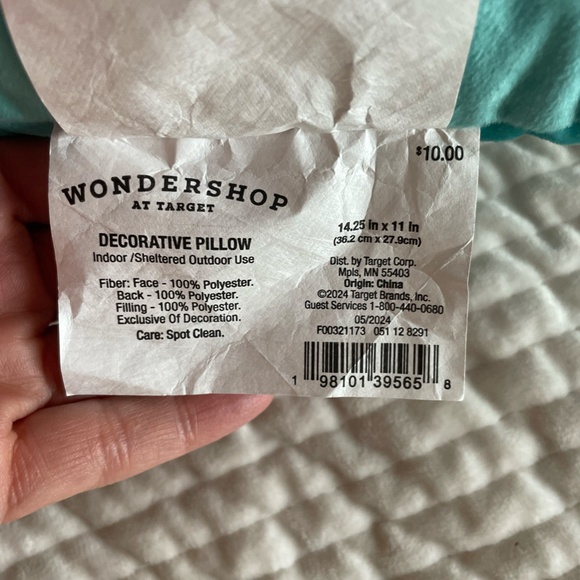 $10.00
WONDERSHOP
AT TARGET
DECORATIVE PILLOW
Indoor /Sheltered Outdoor Use
Fiber: Face - 100% Polyester.
Back - 100% Polyester.
Filling - 100% Polyester.
Exclusive Of Decoration.
Care: Spot Clean.
14.25 in x 11 in
(36.2 cm x 27.9cm)
Dist. by Target Corp.
Mpls, MN 55403
Origin: China
©2024 Target Brands, Inc.
Guest Services 1-800-440-0680
05/2024
F00321173 051 12 8291
1 98101 39565 8